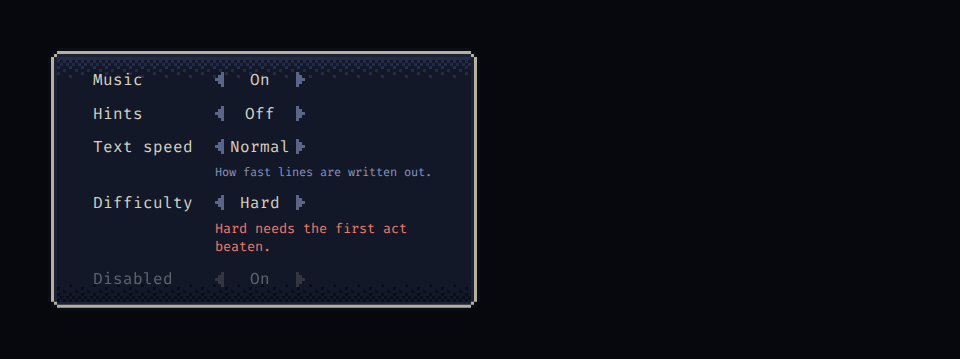 Music On
Hints Off
Text speed Normal
How fast lines are written out.
Difficulty Hard
Hard needs the first act
beaten.
Disabled On